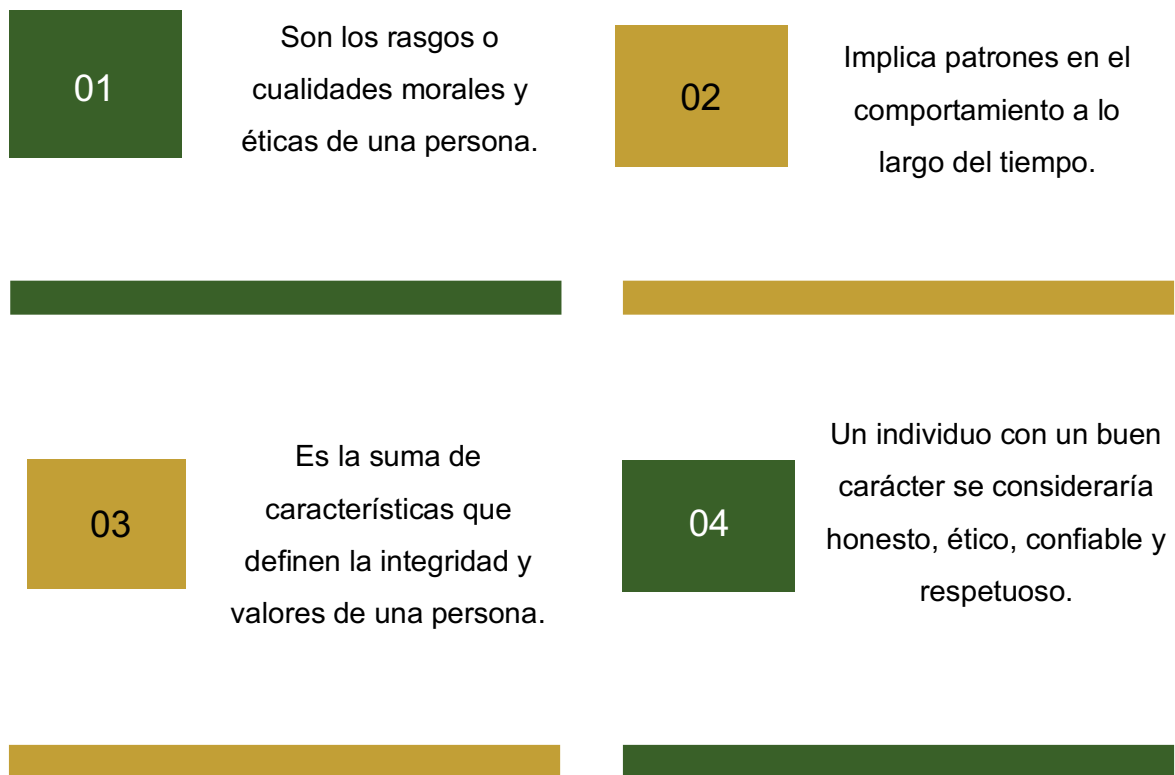 01
Son los rasgos o
cualidades morales y
éticas de una persona.
02
Implica patrones en el
comportamiento a lo
largo del tiempo.
03
Es la suma de
características que
definen la integridad y
valores de una persona.
04
Un individuo con un buen
carácter se consideraría
honesto, ético, confiable y
respetuoso.